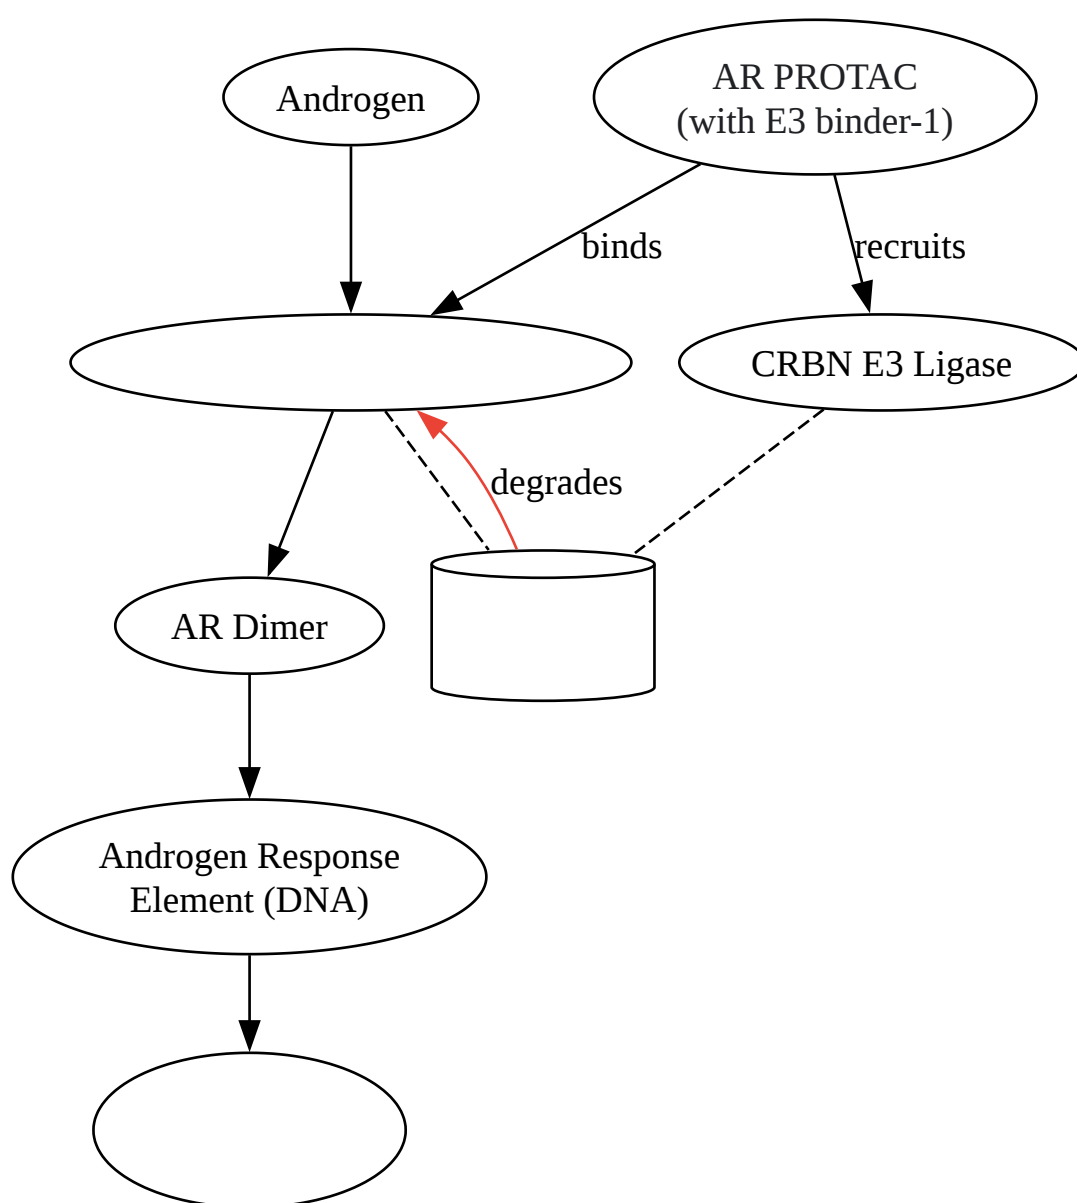 Androgen
AR PROTAC
(with E3 binder-1)
binds
recruits
CRBN E3 Ligase
degrades
AR Dimer
Androgen Response
Element (DNA)